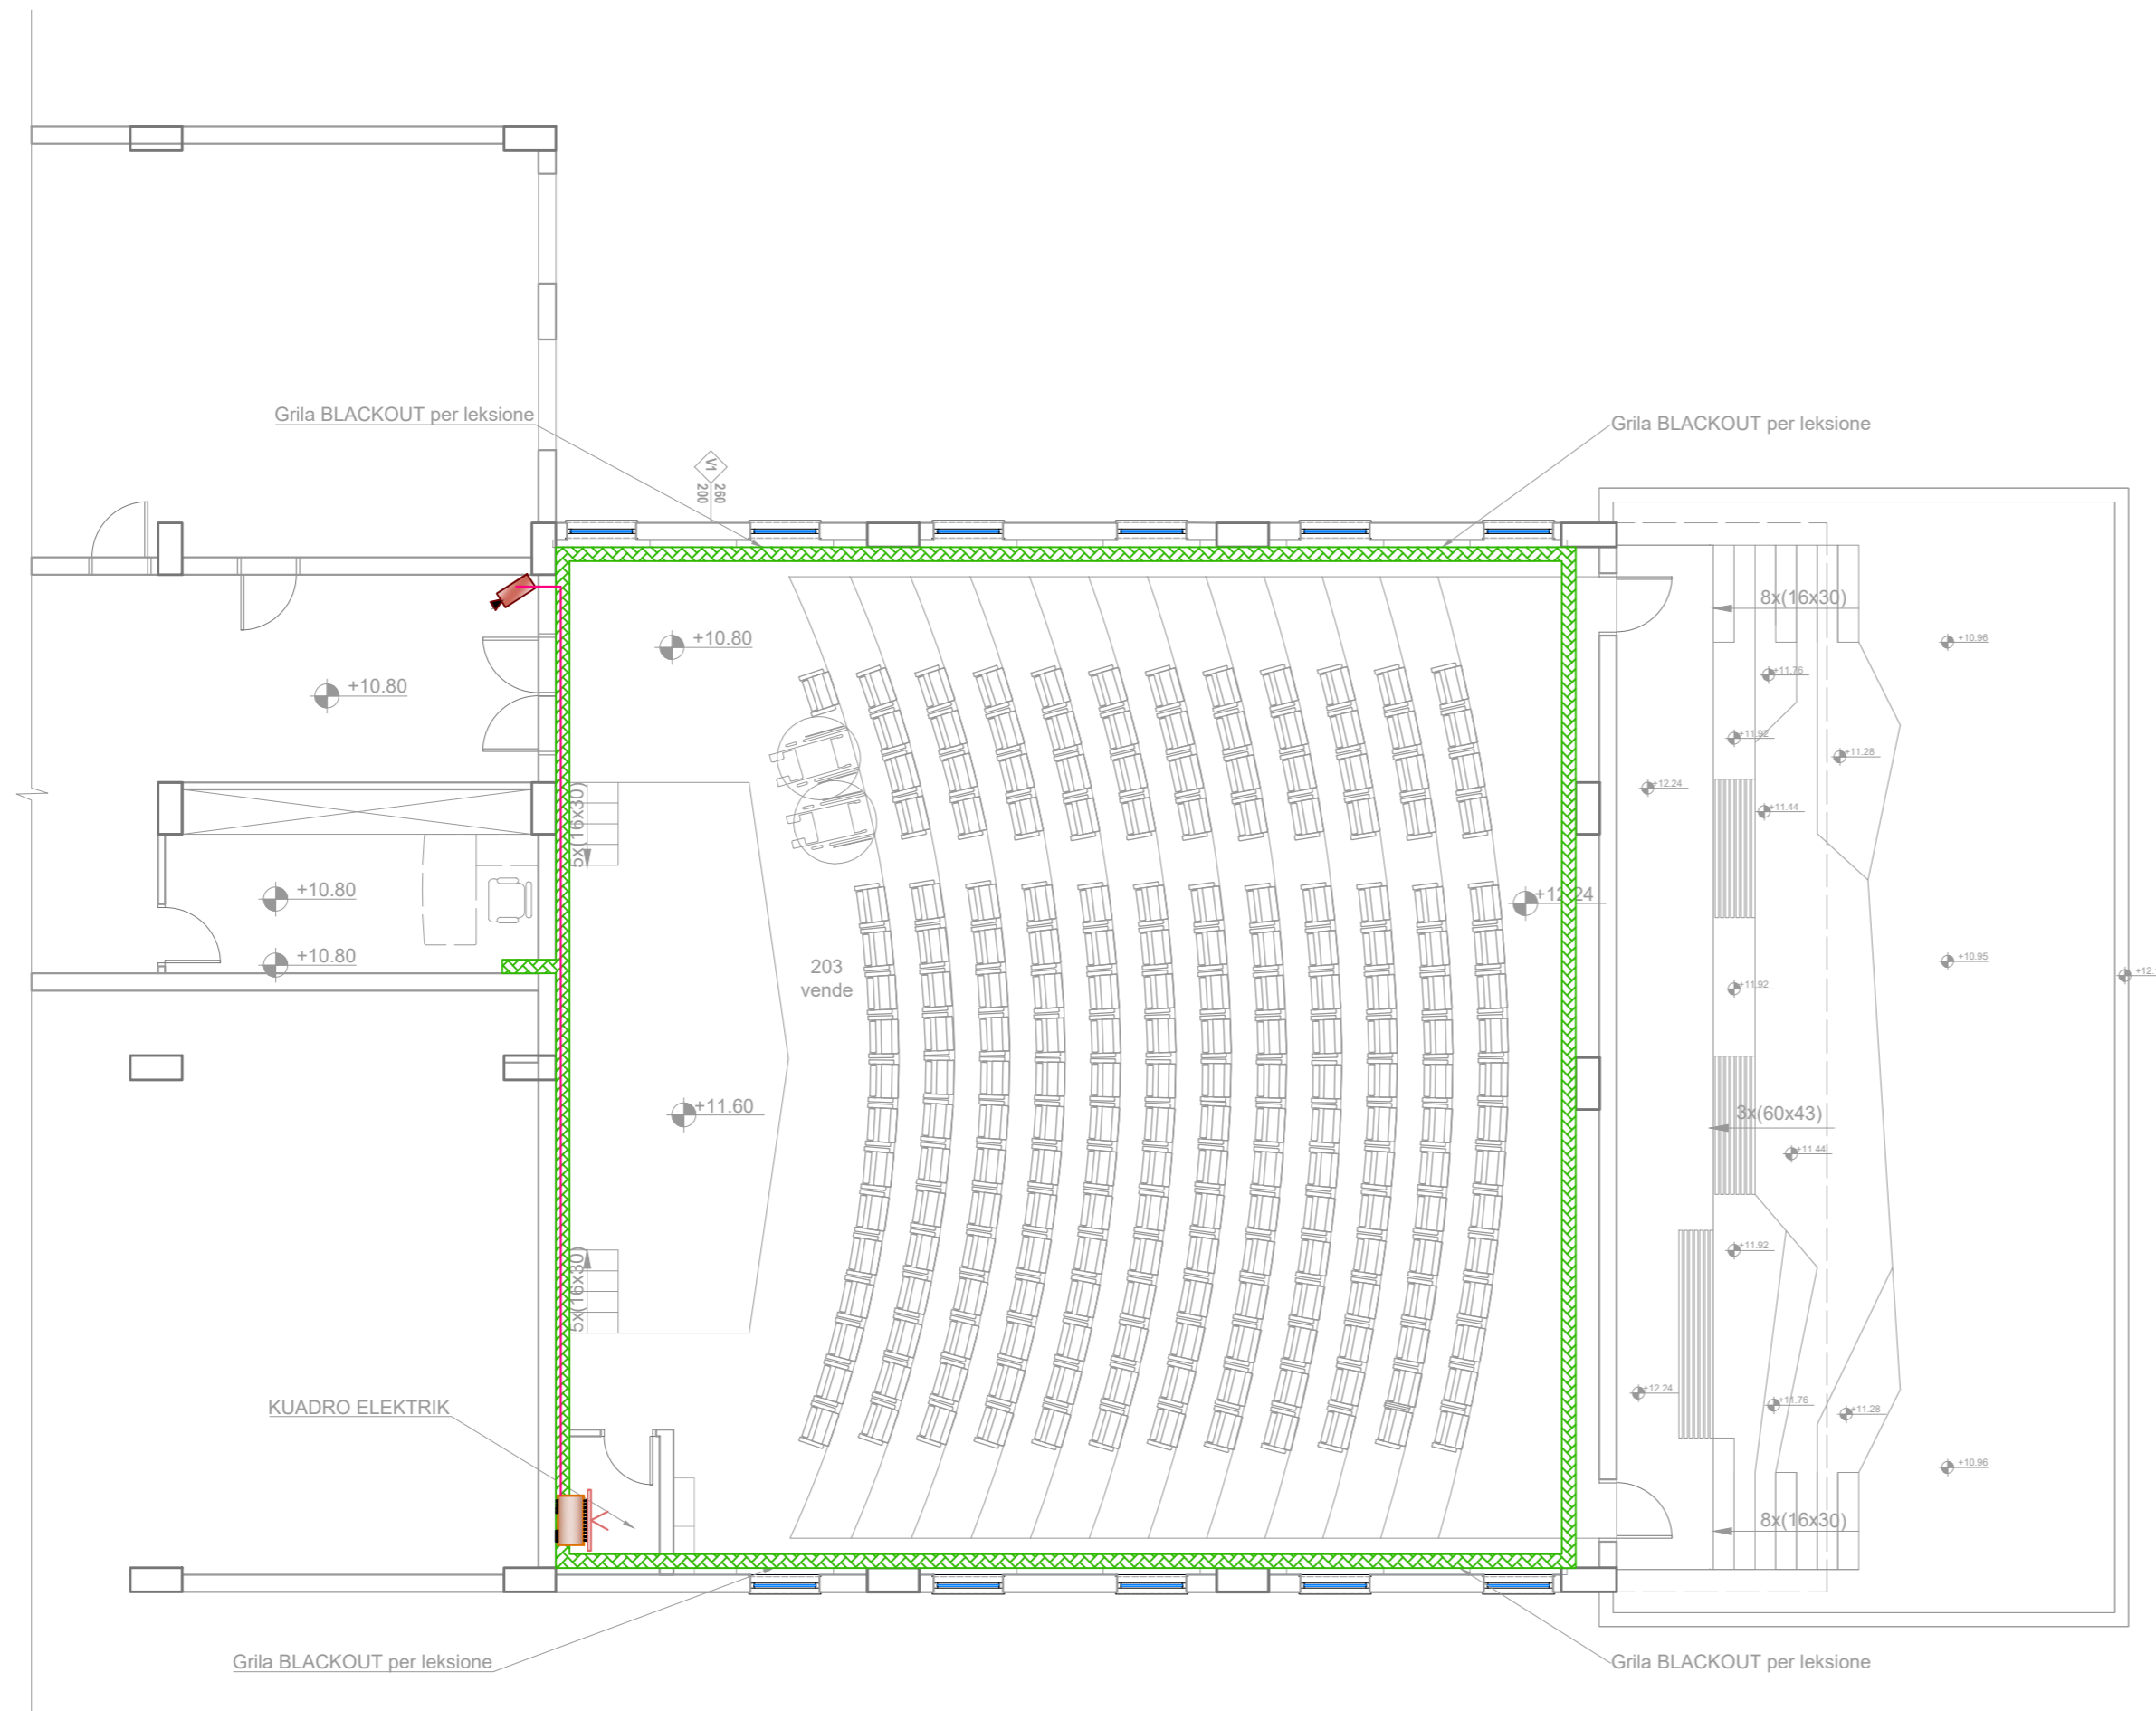 Grila BLACKOUT per leksione
Grila BLACKOUT per leksione
V1
260
200
+10.80
+10.80
8x(16x30)
+10.96
+11.76
+11.92
+11.28
+12.24
+11.44
5x(16x30)
+10.80
+10.80
203
vende
+12.24
+11.92
+10.95
+11.60
3x(60x43)
+11.44
5x(16x30)
+11.92
+12.24
+11.76
+11.28
KUADRO ELEKTRIK
+10.96
8x(16x30)
Grila BLACKOUT per leksione
Grila BLACKOUT per leksione